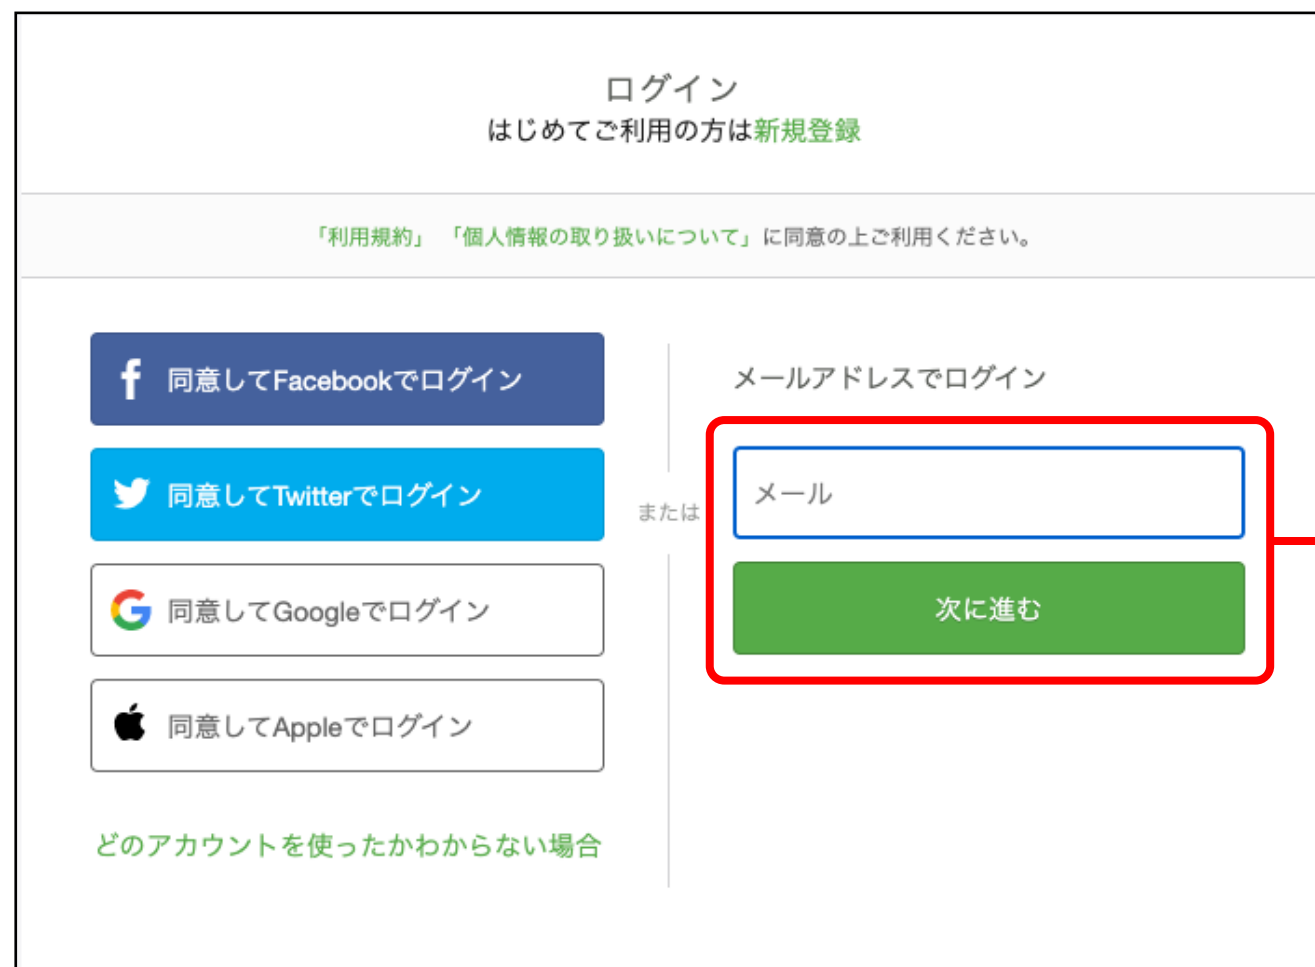 ログイン
はじめてご利用の方は新規登録
「利用規約」「個人情報の取り扱いについて」に同意の上ご利用ください。
同意してFacebookでログイン
同意してTwitterでログイン
同意してGoogleでログイン
同意してAppleでログイン
どのアカウントを使ったかわからない場合
または
メールアドレスでログイン
メール
次に進む